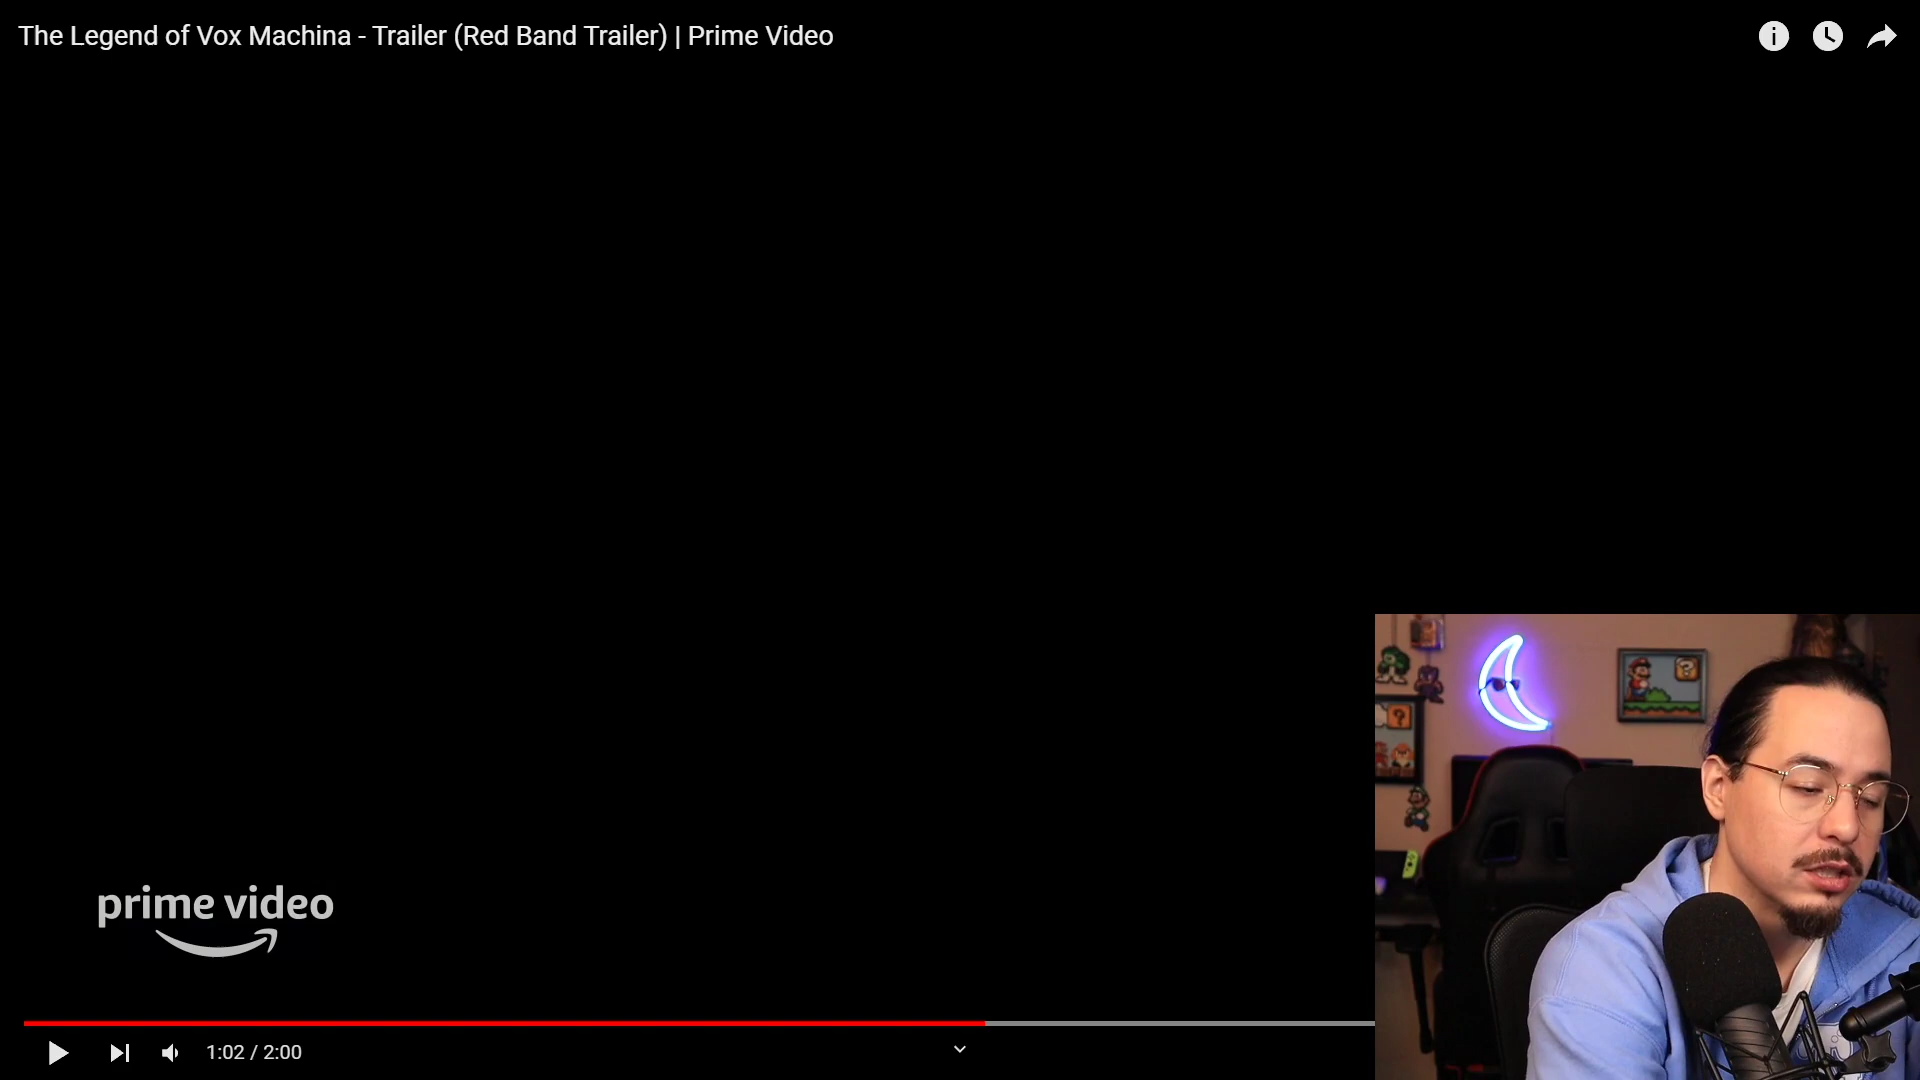 The Legend of Vox Machina - Trailer (Red Band Trailer) | Prime Video
prime video
1:02 / 2:00